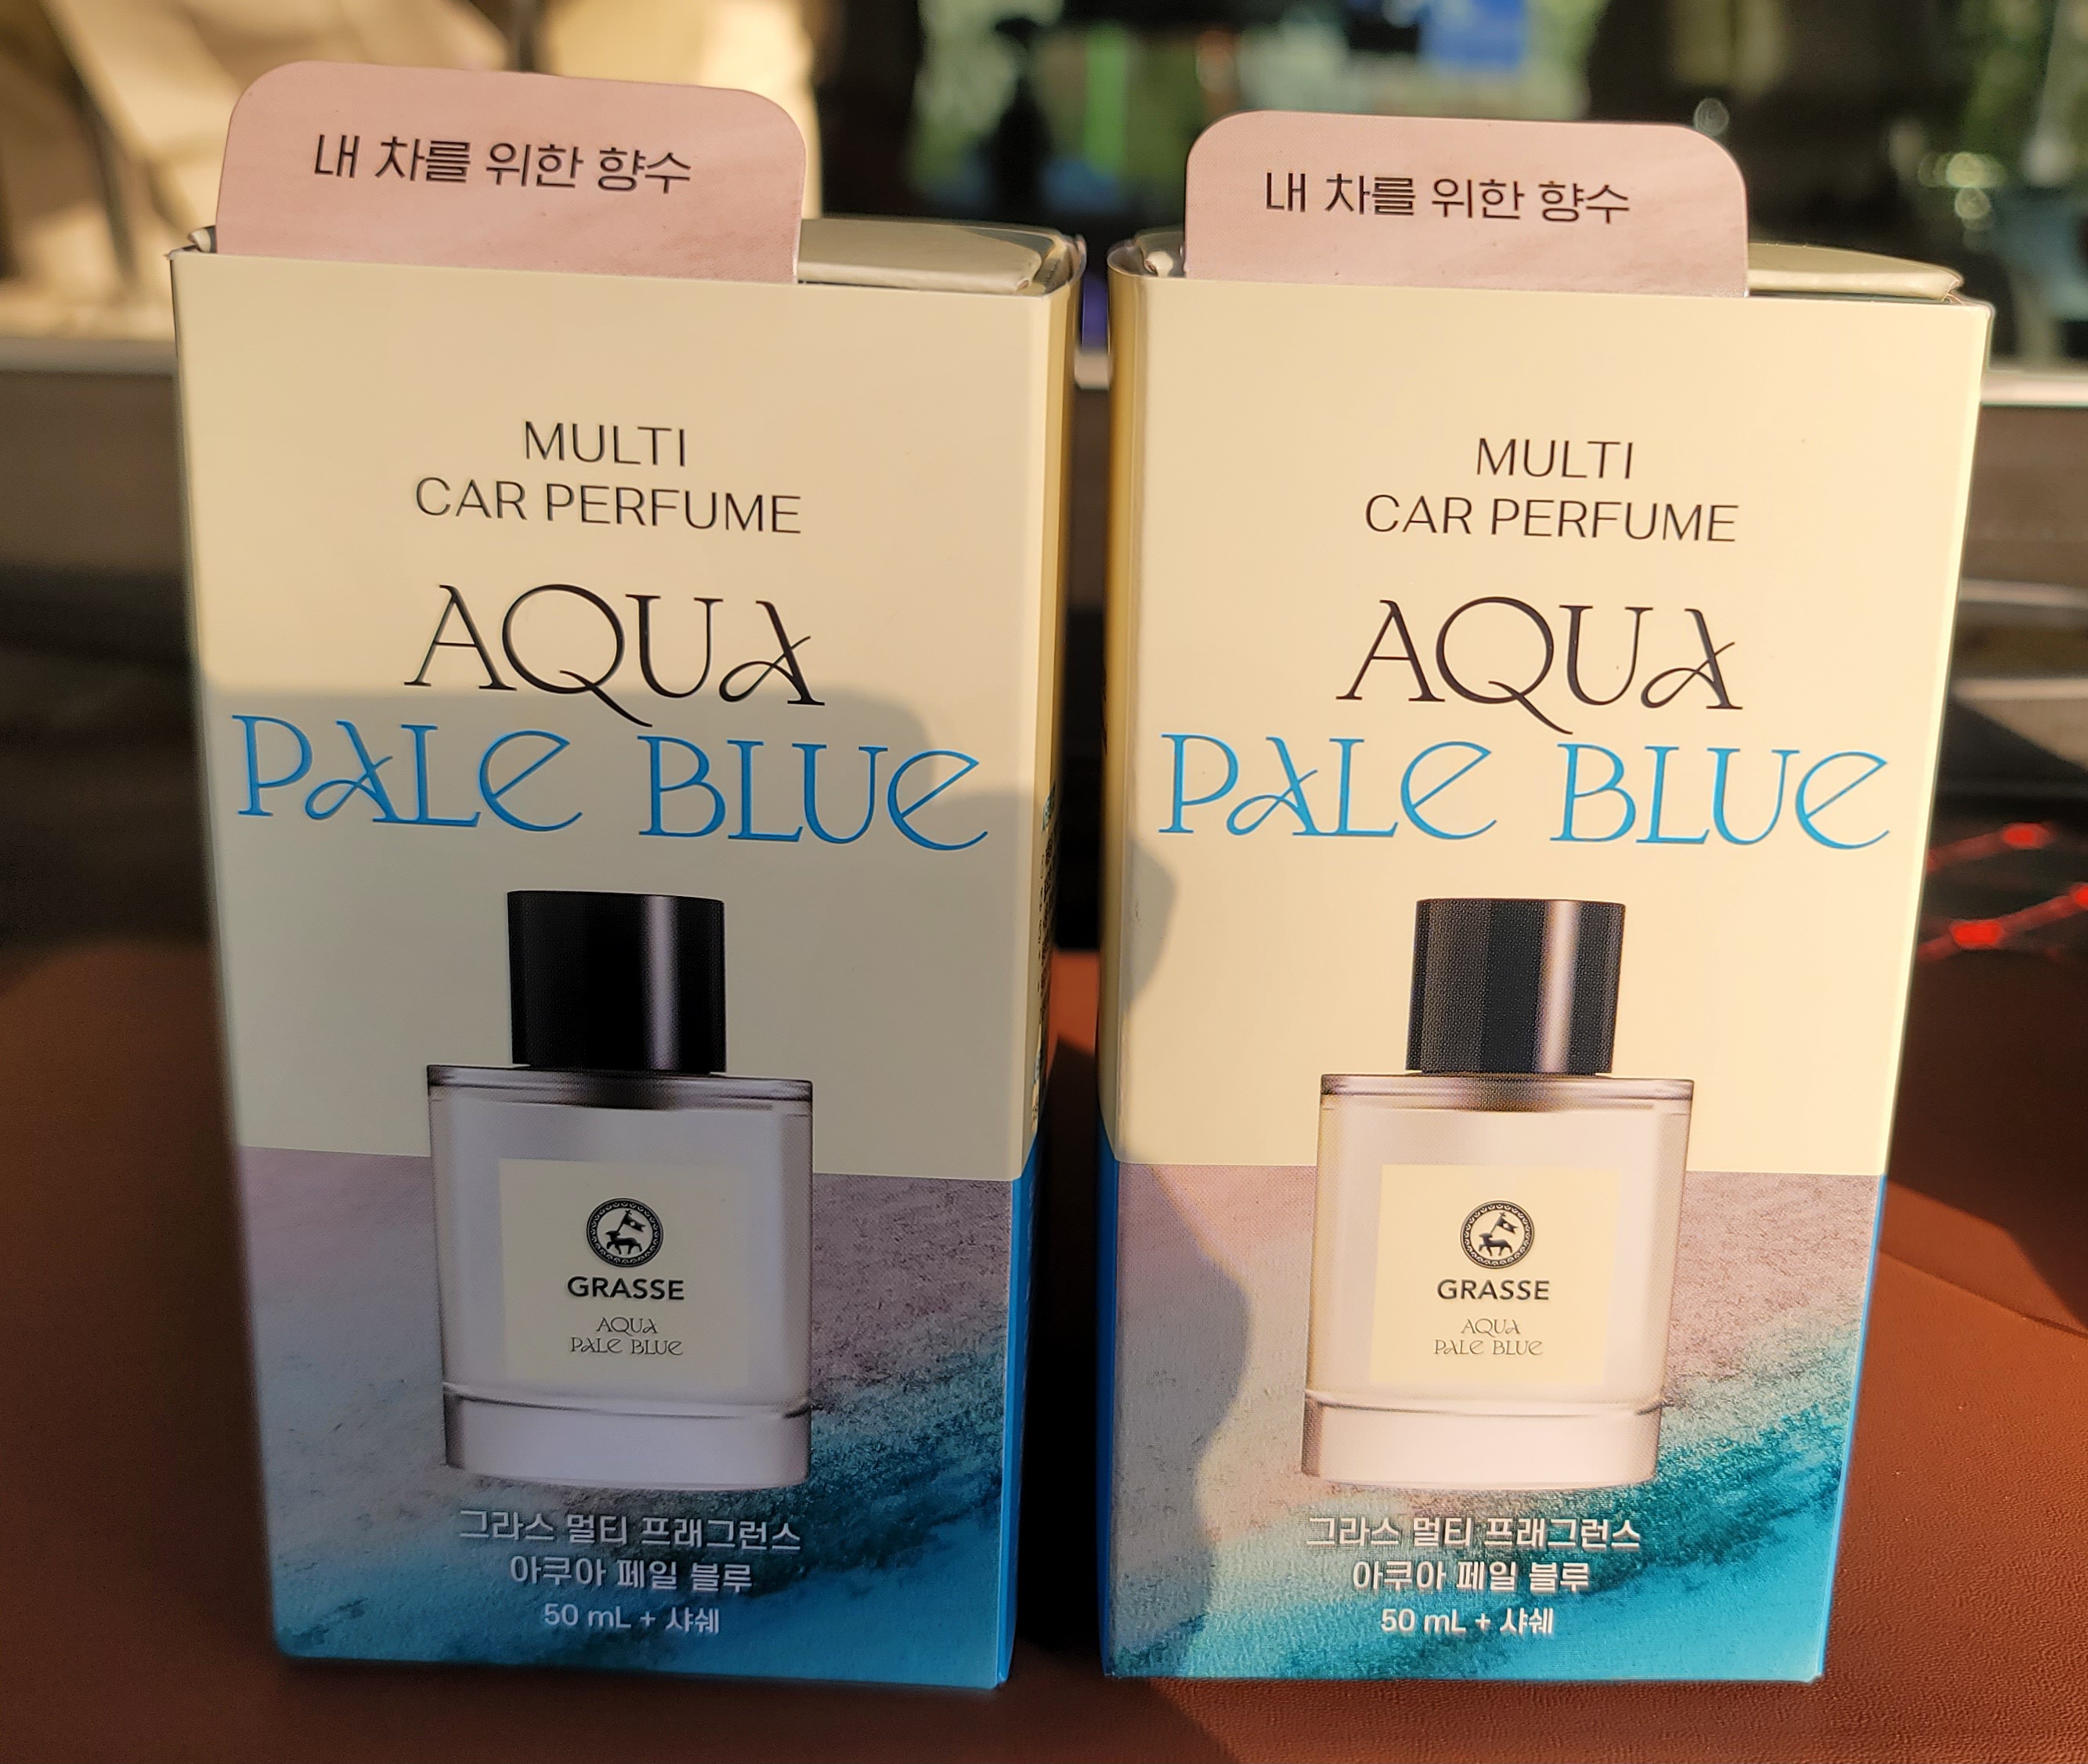 내 차를 위한 향수
MULTI
CAR PERFUME
AQUA
PALE BLUE
GRASSE
AQUA
PALE BLUE
그라스 멀티 프래그런스
아쿠아 페일 블루
50 mL + 샤쉐
내 차를 위한 향수
MULTI
CAR PERFUME
AQUA
PALE BLUE
GRASSE
AQUA
PALE BLUE
그라스 멀티 프래그런스
아쿠아 페일 블루
50 mL + 샤쉐